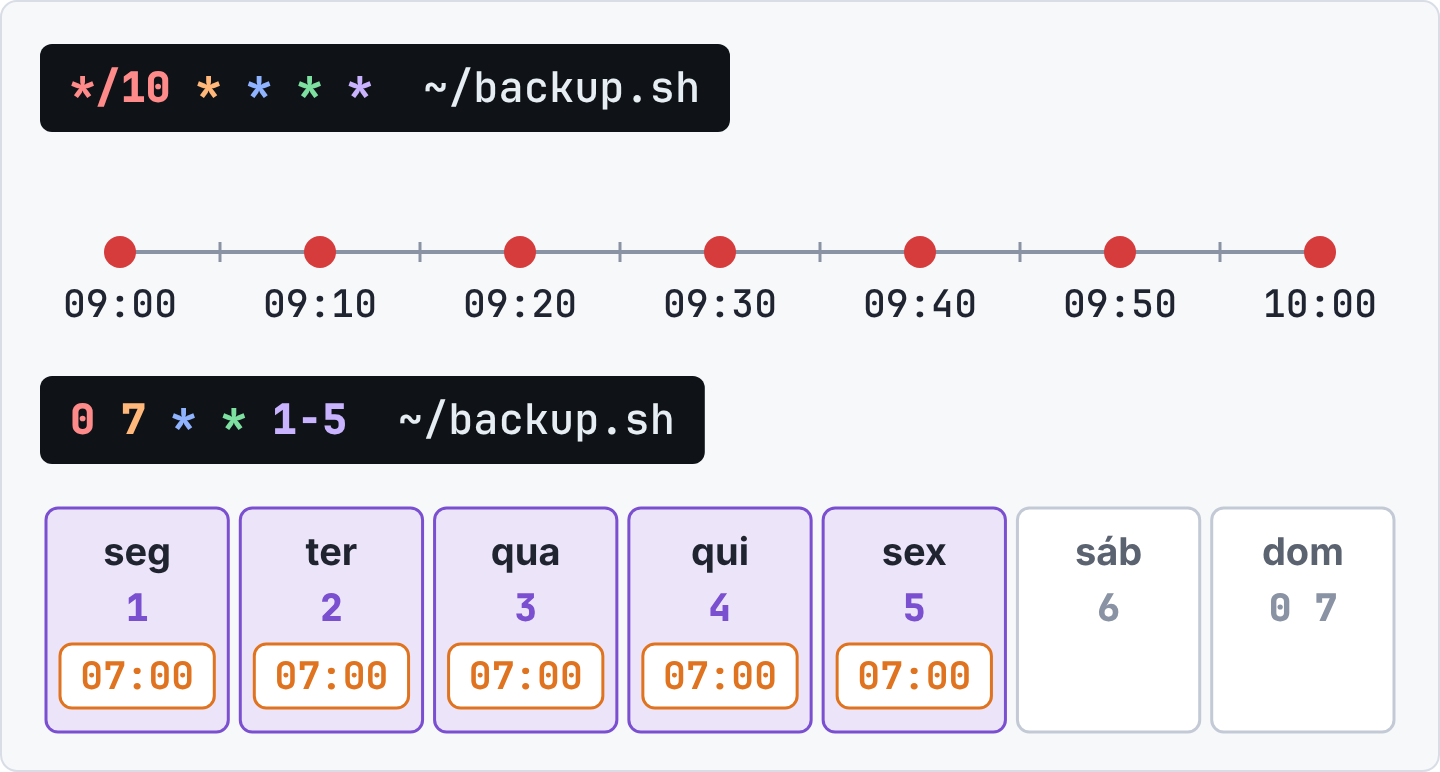 */10 * * * * ~/backup.sh
09:00 09:10 09:20 09:30 09:40 09:50 10:00
0 7 * * 1-5 ~/backup.sh
seg ter qua qui sex sáb dom
1 2 3 4 5 6 0 7
07:00 07:00 07:00 07:00 07:00